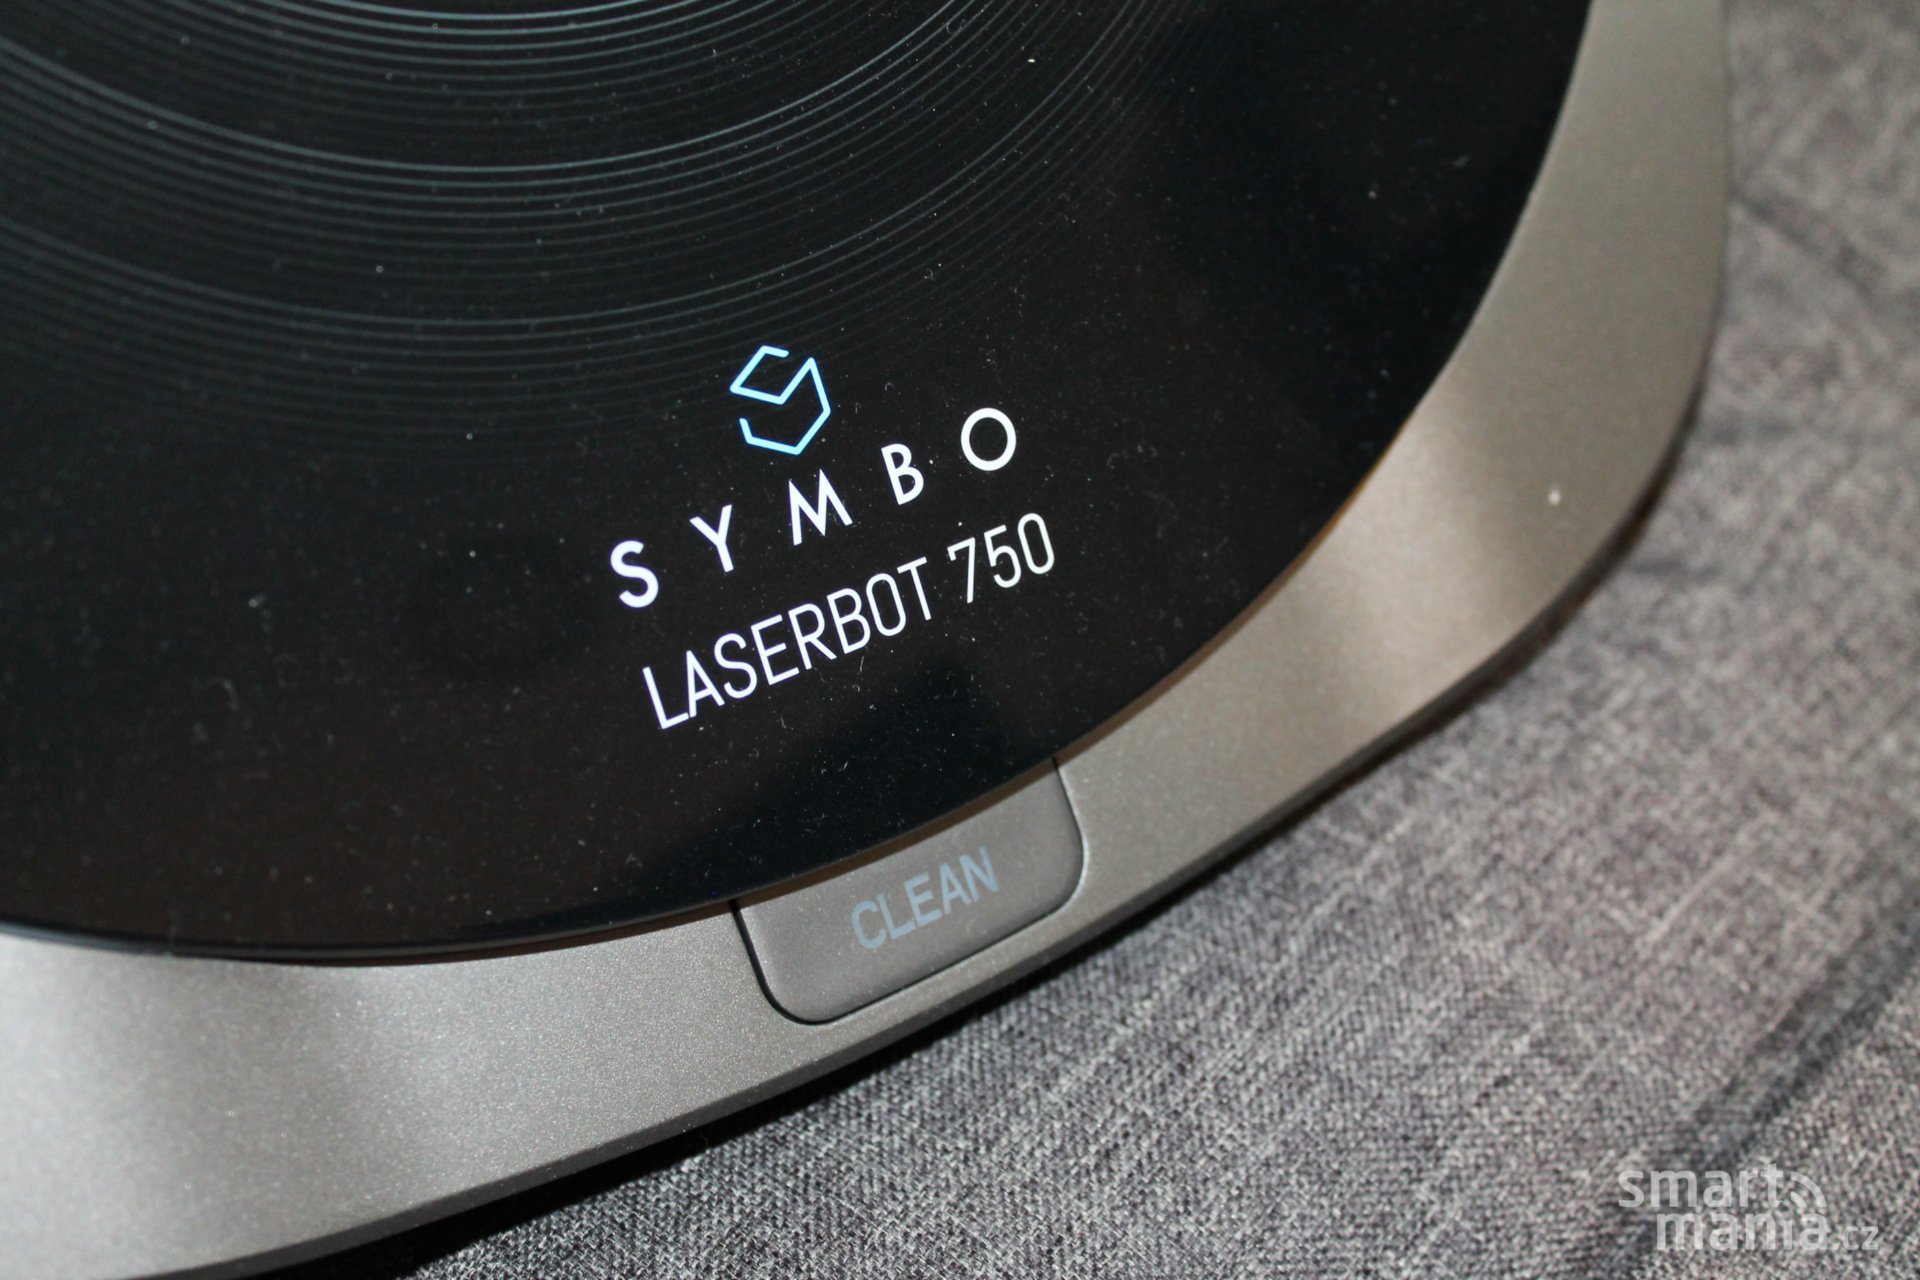 SYMBO
LASERBOT 750
CLEAN
smart
mania.cz